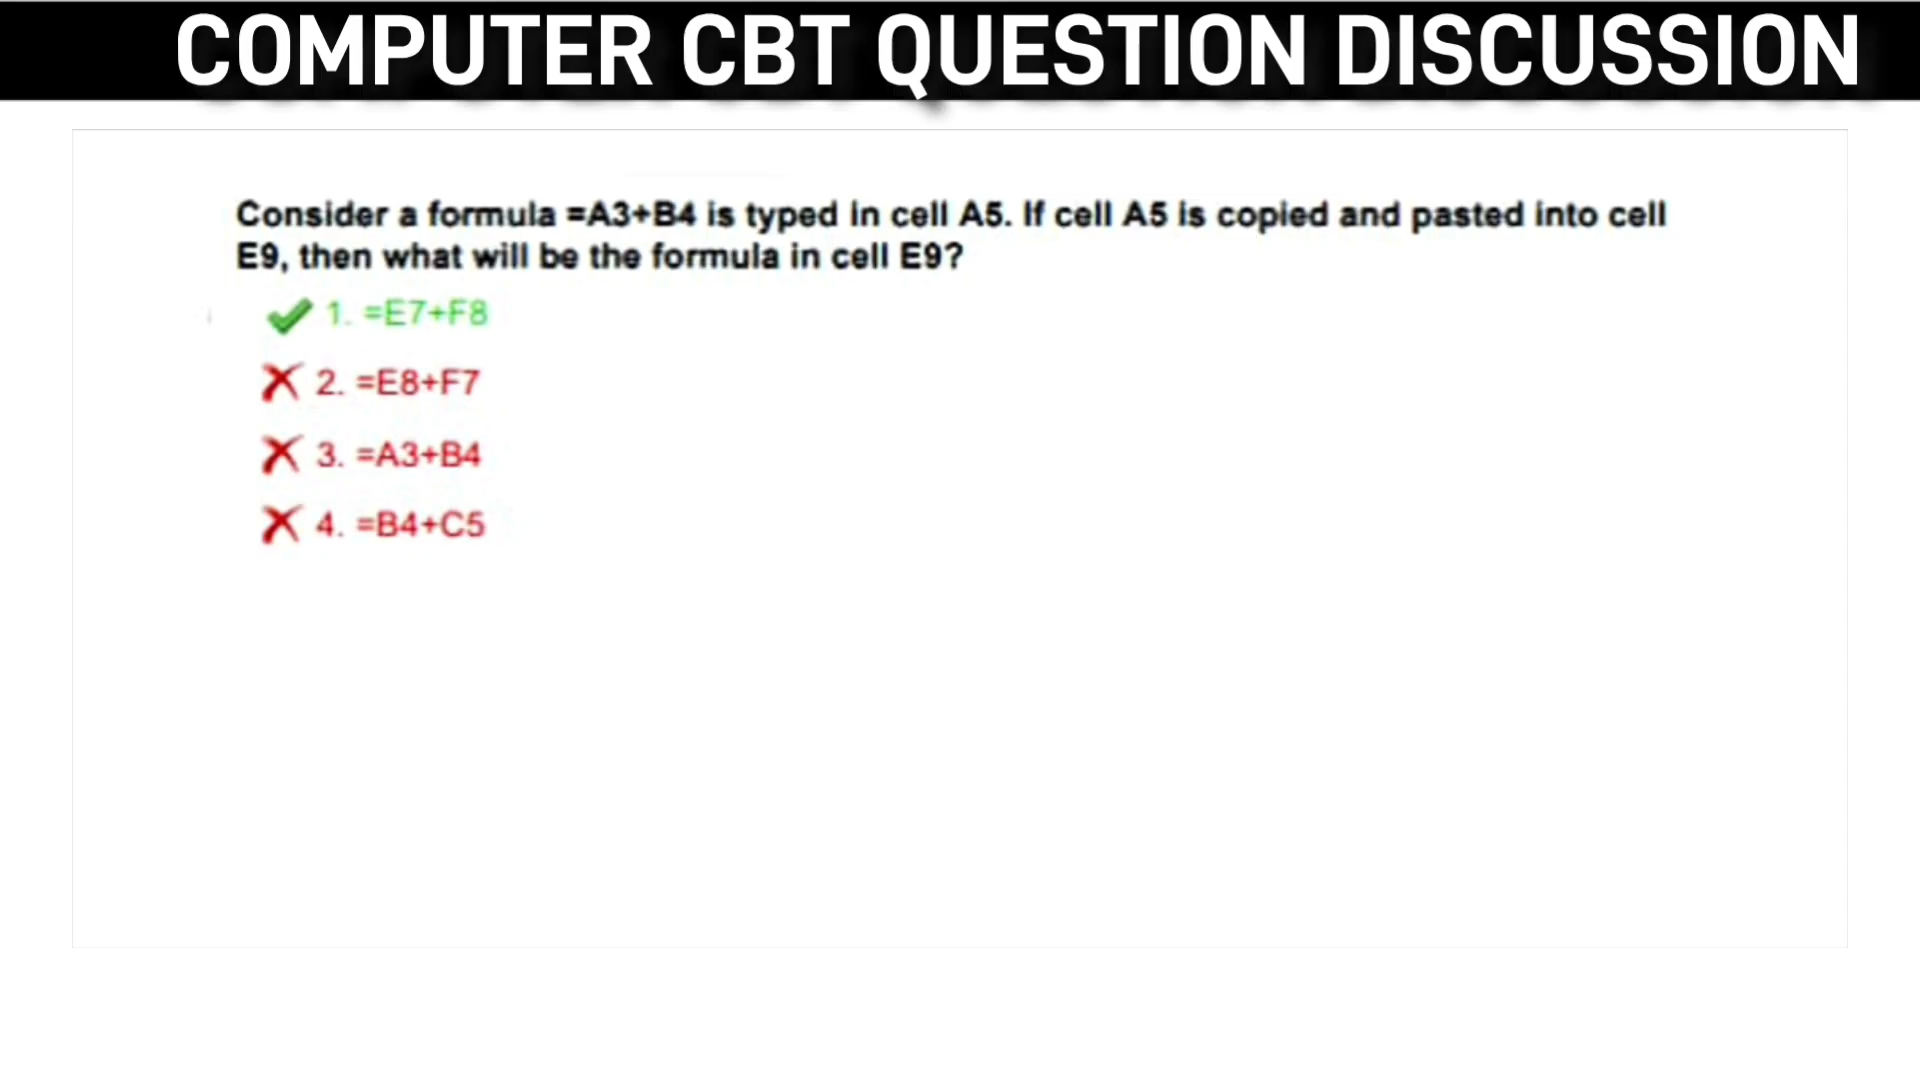 COMPUTER CBT QUESTION DISCUSSION
Consider a formula =A3+B4 is typed in cell A5. If cell A5 is copied and pasted into cell
E9, then what will be the formula in cell E9?
1. =E7+F8
2. =E8+F7
3. =A3+B4
4. =B4+C5